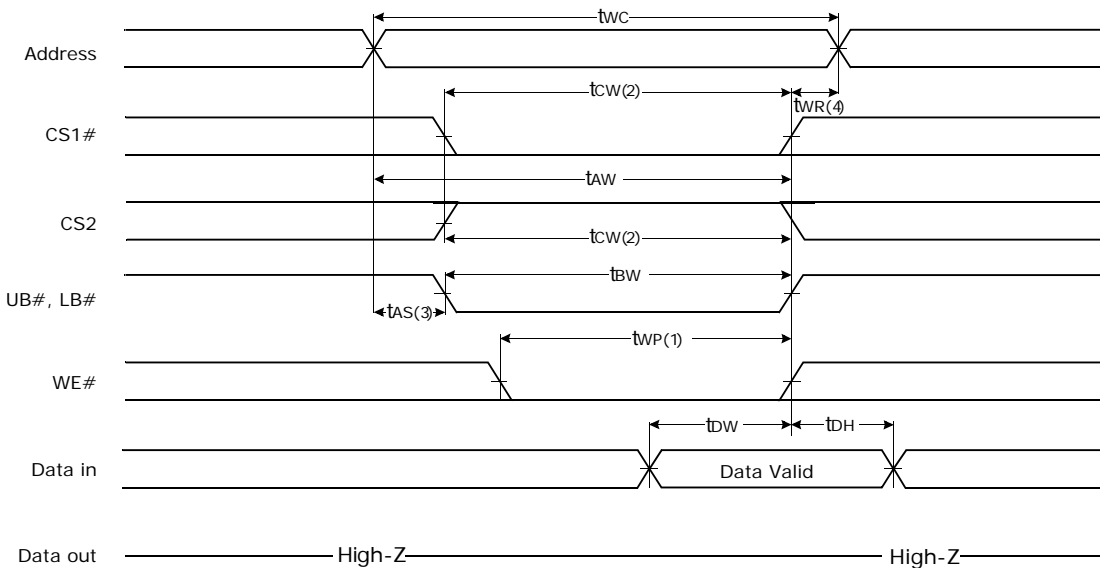 tWC
Address
tCW(2)
tWR(4)
CS1#
tAW
CS2
tCW(2)
tBW
UB#, LB#
tAS(3)
tWP(1)
WE#
tDW
tDH
Data in
Data Valid
Data out
High-Z
High-Z